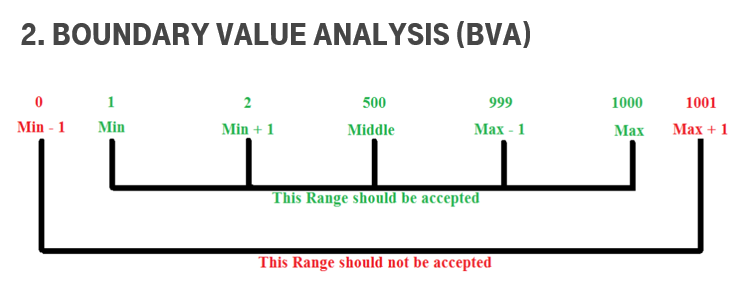 2. BOUNDARY VALUE ANALYSIS (BVA)
0 1 2 500 999 1000 1001
Min - 1 Min Min + 1 Middle Max - 1 Max Max + 1
This Range should be accepted
This Range should not be accepted